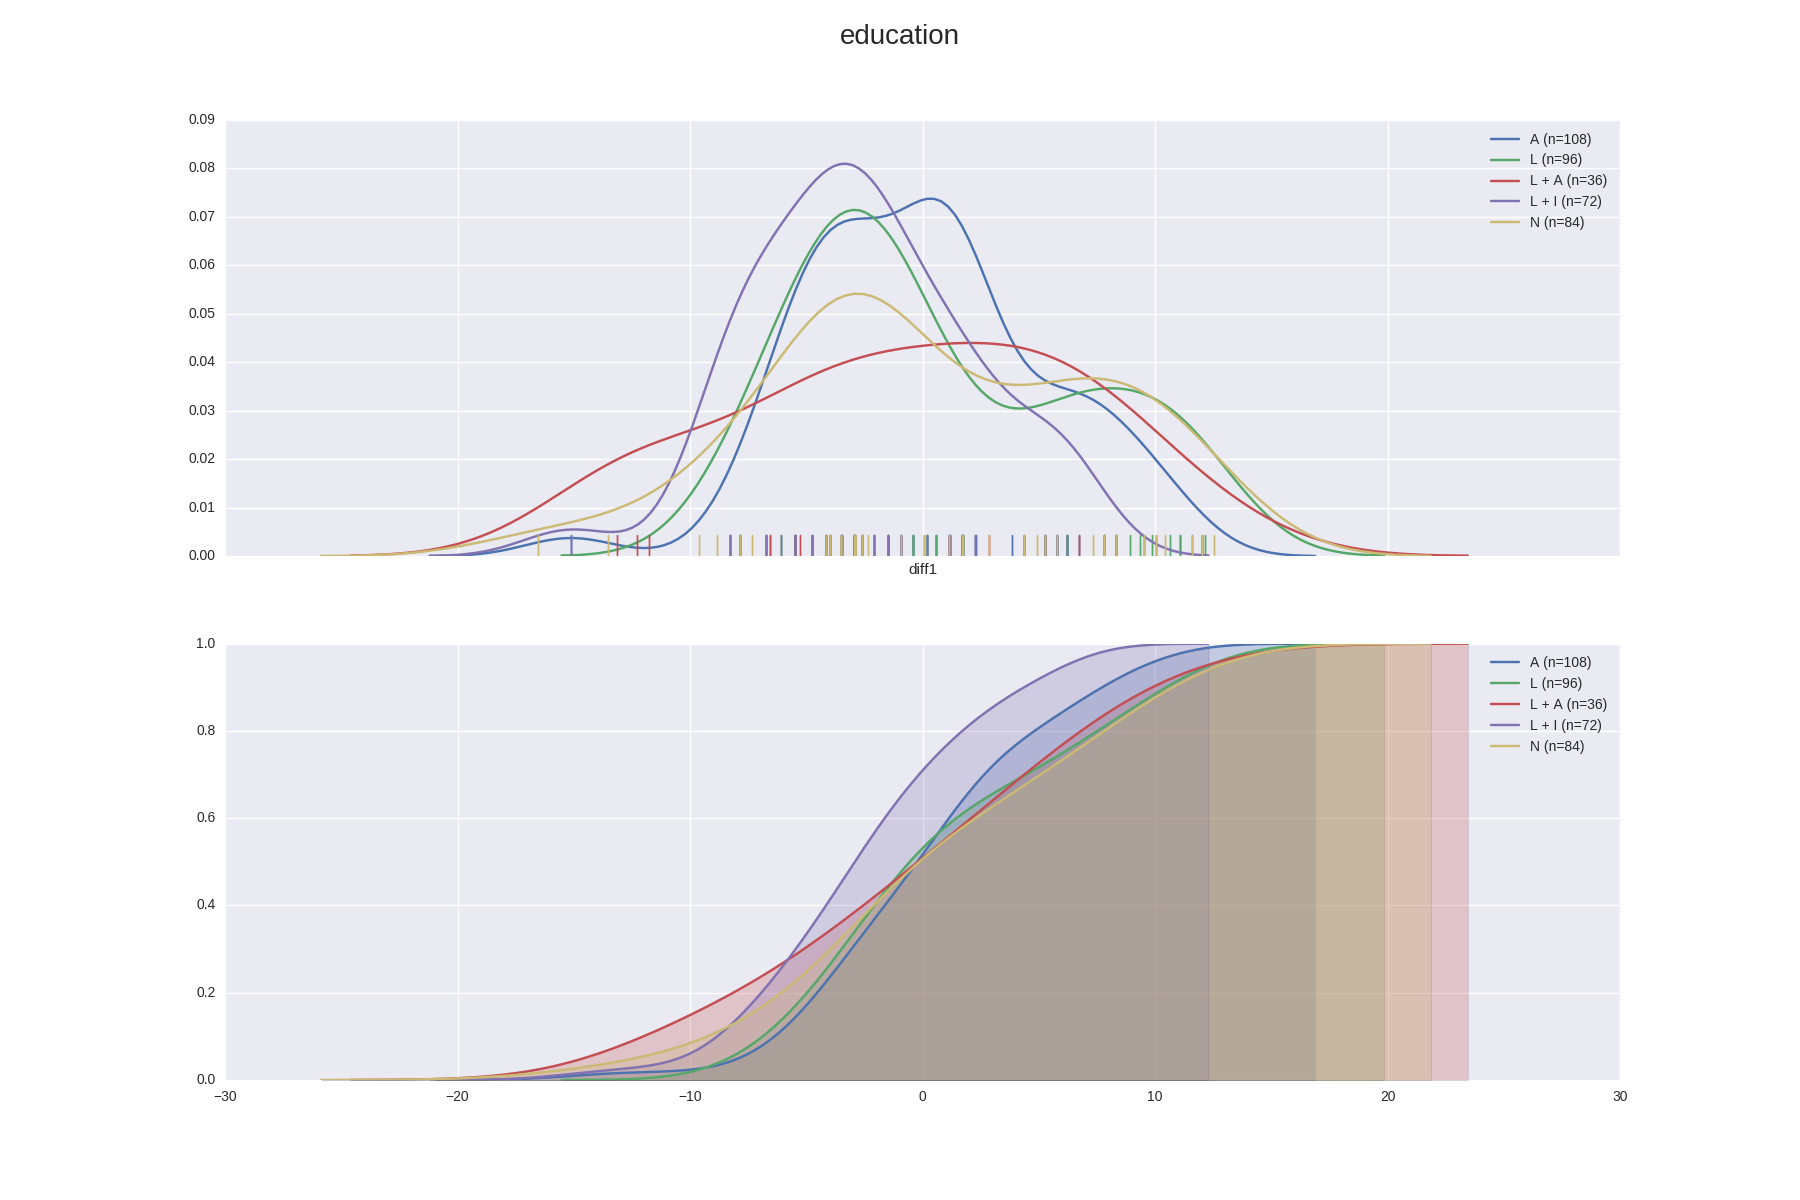 education
0.09
0.08
0.07
0.06
0.05
0.04
0.03
0.02
0.01
0.00
A (n=108)
L (n=96)
L + A (n=36)
L + I (n=72)
N (n=84)
diff1
1.0
0.8
0.6
0.4
0.2
0.0
A (n=108)
L (n=96)
L + A (n=36)
L + I (n=72)
N (n=84)
−30 −20 −10 0 10 20 30